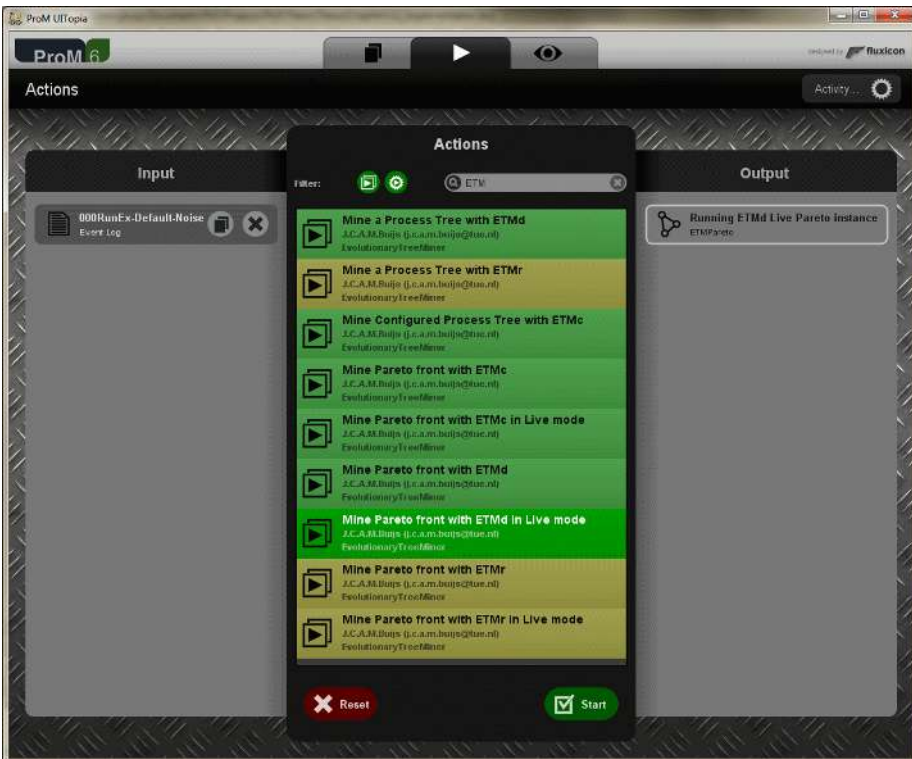 ProM UITopia
ProM 6
designed by fluxicon
Actions
Activity...
Input
Actions
Output
Filter:
ETM
000RunEx-Default-Noise
Event Log
Running ETMd Live Pareto instance
ETMPareto
Mine a Process Tree with ETMd
J.C.A.M.Buijs (j.c.a.m.buijs@tue.nl)
EvolutionaryTreeMiner
Mine a Process Tree with ETMr
J.C.A.M.Buijs (j.c.a.m.buijs@tue.nl)
EvolutionaryTreeMiner
Mine Configured Process Tree with ETMc
J.C.A.M.Buijs (j.c.a.m.buijs@tue.nl)
EvolutionaryTreeMiner
Mine Pareto front with ETMc
J.C.A.M.Buijs (j.c.a.m.buijs@tue.nl)
EvolutionaryTreeMiner
Mine Pareto front with ETMc in Live mode
J.C.A.M.Buijs (j.c.a.m.buijs@tue.nl)
EvolutionaryTreeMiner
Mine Pareto front with ETMd
J.C.A.M.Buijs (j.c.a.m.buijs@tue.nl)
EvolutionaryTreeMiner
Mine Pareto front with ETMd in Live mode
J.C.A.M.Buijs (j.c.a.m.buijs@tue.nl)
EvolutionaryTreeMiner
Mine Pareto front with ETMr
J.C.A.M.Buijs (j.c.a.m.buijs@tue.nl)
EvolutionaryTreeMiner
Mine Pareto front with ETMr in Live mode
J.C.A.M.Buijs (j.c.a.m.buijs@tue.nl)
EvolutionaryTreeMiner
Reset
Start